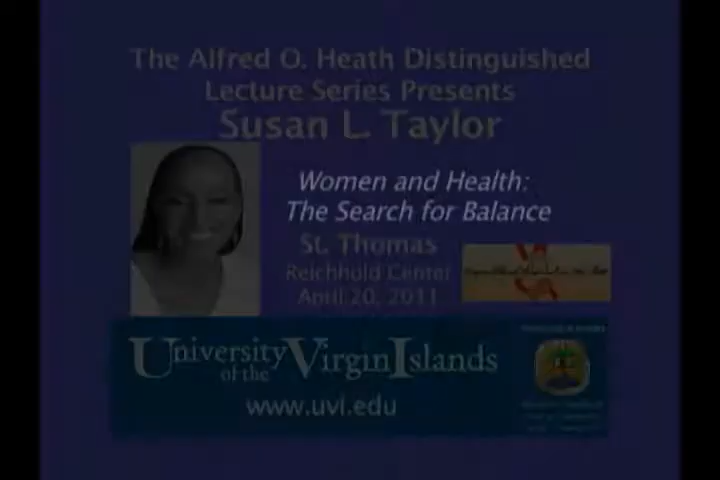 The Alfred O. Heath Distinguished
Lecture Series Presents
Susan L. Taylor
Women and Health:
The Search for Balance
St. Thomas
Reichhold Center
April 20, 2011
University
of the
Virgin Islands
www.uvi.edu